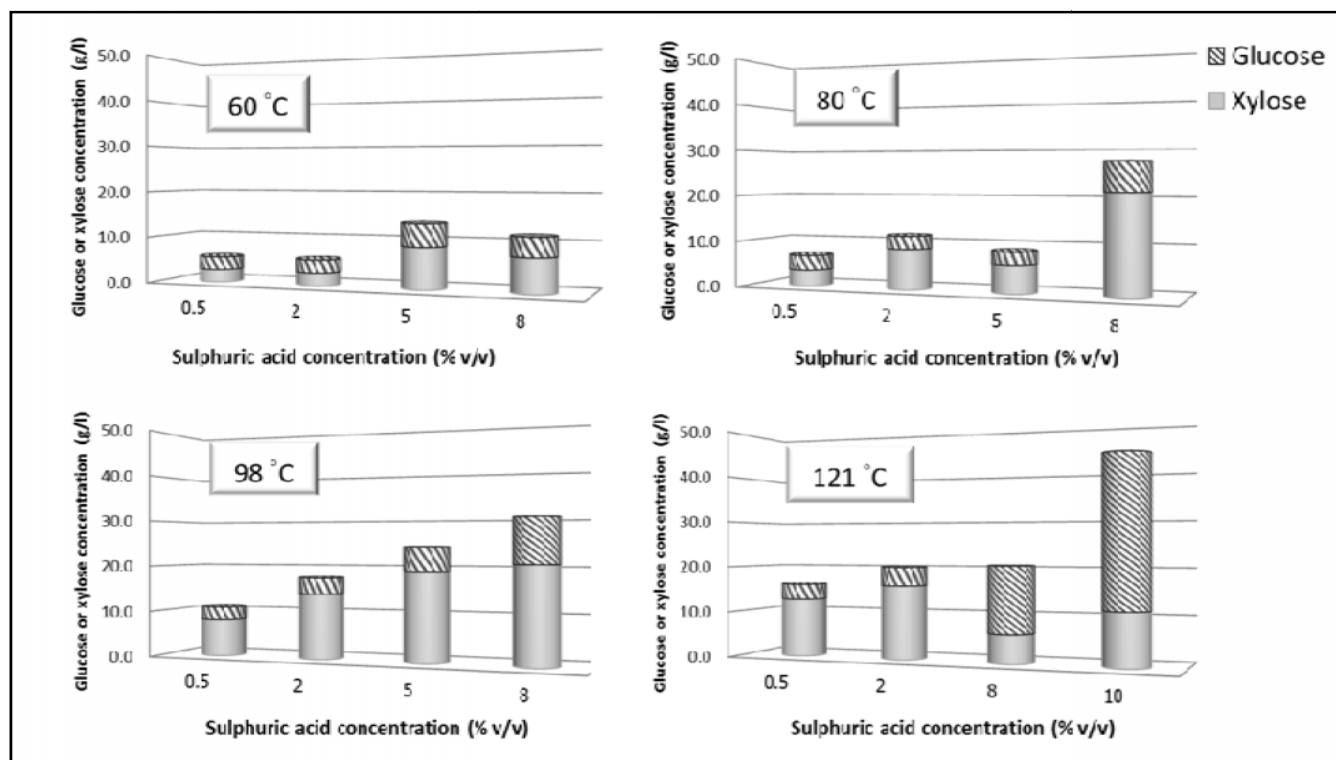 60 °C
Glucose or xylose concentration (g/l)
50.0
40.0
30.0
20.0
10.0
0.0
0.5 2 5 8
Sulphuric acid concentration (% v/v)
80 °C
Glucose
Xylose
Glucose or xylose concentration (g/l)
50.0
40.0
30.0
20.0
10.0
0.0
0.5 2 5 8
Sulphuric acid concentration (% v/v)
98 °C
Glucose or xylose concentration (g/l)
50.0
40.0
30.0
20.0
10.0
0.0
0.5 2 5 8
Sulphuric acid concentration (% v/v)
121 °C
Glucose or xylose concentration (g/l)
50.0
40.0
30.0
20.0
10.0
0.0
0.5 2 8 10
Sulphuric acid concentration (% v/v)